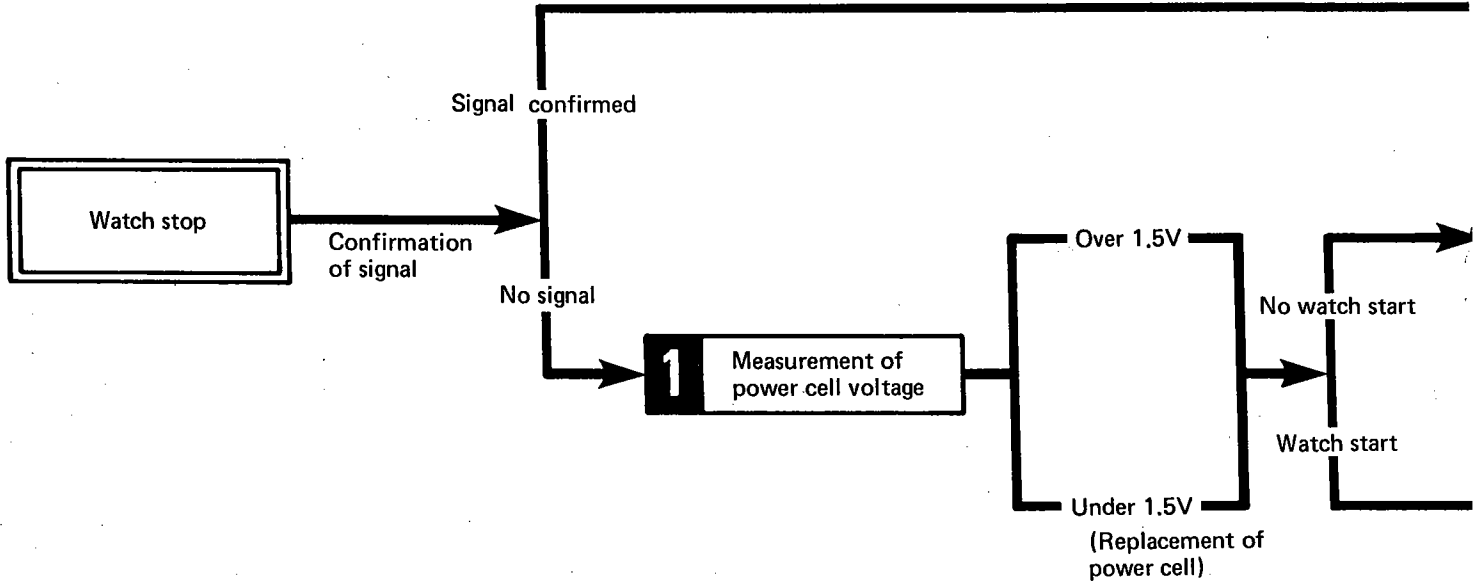 Signal confirmed
Watch stop
Confirmation
of signal
No signal
1
Measurement of
power cell voltage
Over 1.5V
No watch start
Watch start
Under 1.5V
(Replacement of
power cell)